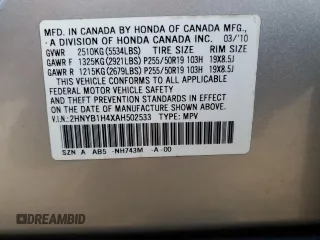 MFD. IN CANADA BY HONDA OF CANADA MFG.,
A DIVISION OF HONDA CANADA INC. 03/'10
GVWR 2510KG (5534LBS) TIRE SIZE RIM SIZE
GAWR F 1325KG (2921LBS) P255/50R19 103H 19X8.5J
GAWR R 1215KG (2679LBS) P255/50R19 103H 19X8.5J
THIS VEHICLE CONFORMS TO ALL APPLICABLE
FEDERAL MOTOR VEHICLE SAFETY
STANDARDS IN EFFECT ON THE
DATE OF MANUFACTURE SHOWN ABOVE.
V.I.N.: 2HNYB1H4XAH502533 TYPE: MPV
SZN A AB5 -NH743M -A-00
DREAMBID